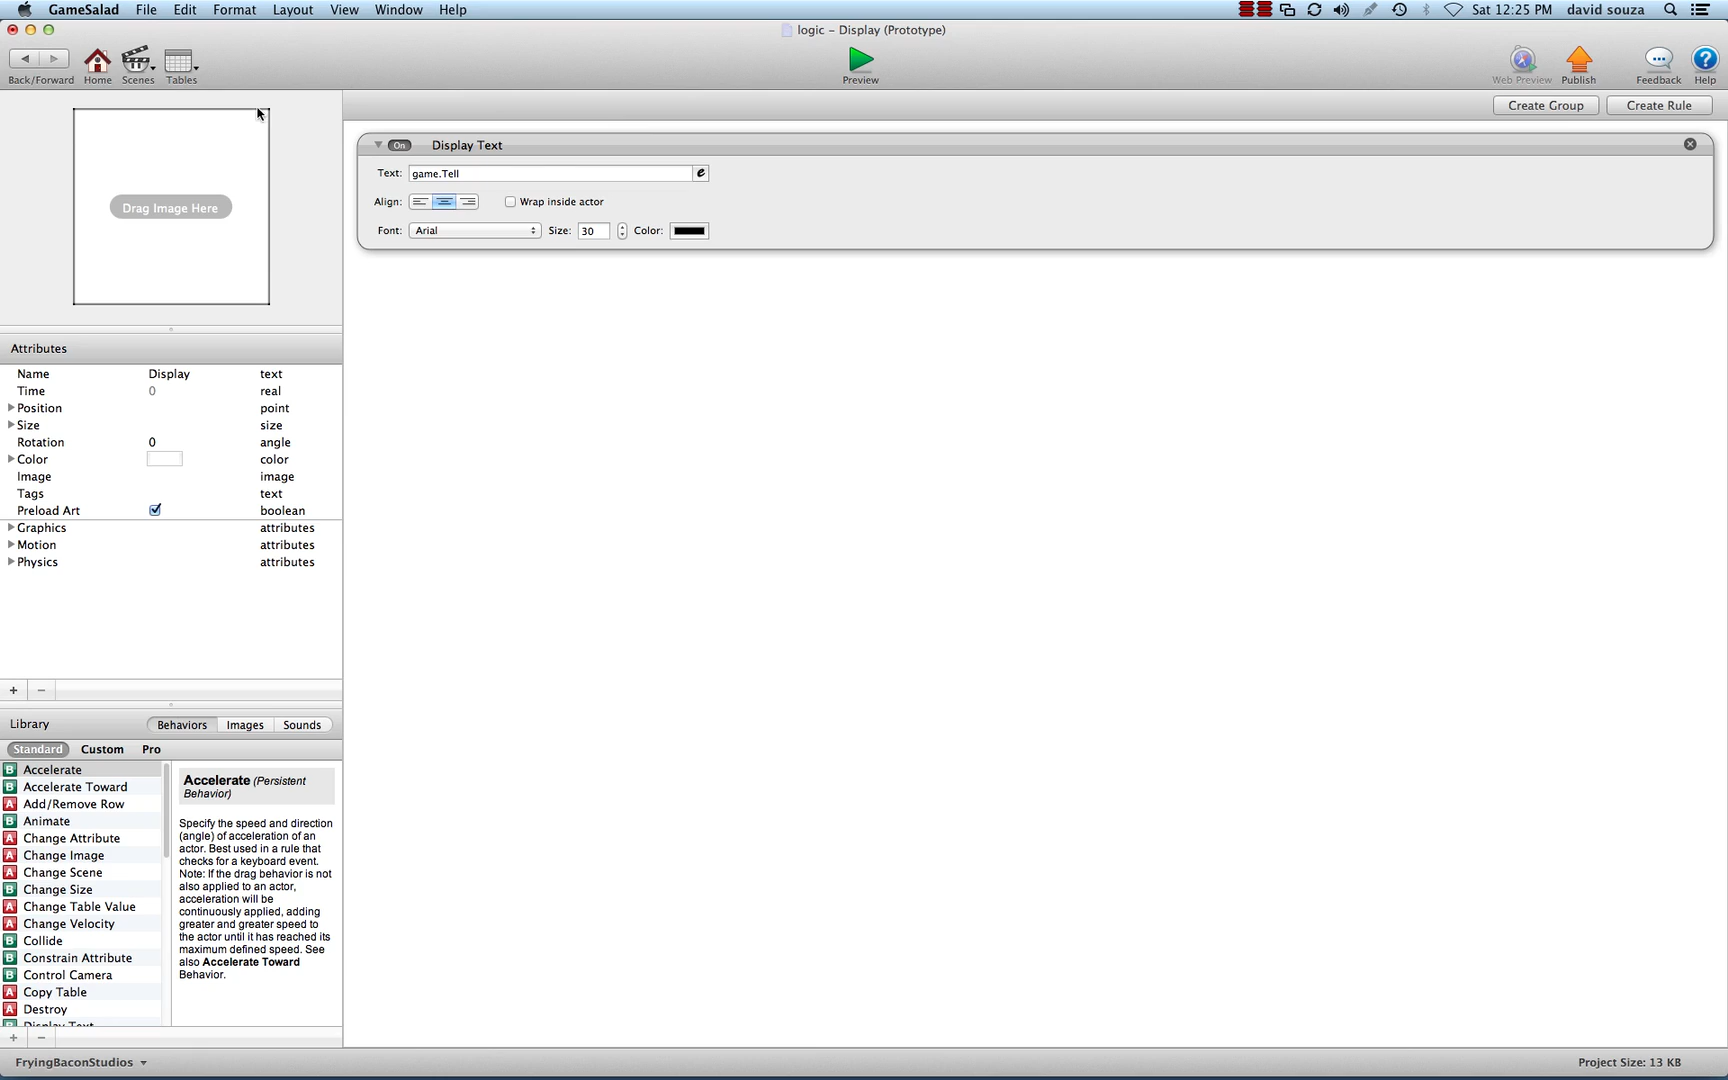 GameSalad File Edit Format Layout View Window Help
Sat 12:25 PM david souza
logic – Display (Prototype)
Back/Forward Home Scenes Tables
Preview
Web Preview Publish Feedback Help
Create Group Create Rule
Drag Image Here
On Display Text
Text: game.Tell e
Align: Wrap inside actor
Font: Arial Size: 30 Color:
Attributes
Name Display text
Time 0 real
Position point
Size size
Rotation 0 angle
Color color
Image image
Tags text
Preload Art boolean
Graphics attributes
Motion attributes
Physics attributes
+ −
Library Behaviors Images Sounds
Standard Custom Pro
B Accelerate
B Accelerate Toward
A Add/Remove Row
B Animate
A Change Attribute
A Change Image
A Change Scene
B Change Size
A Change Table Value
A Change Velocity
B Collide
B Constrain Attribute
B Control Camera
A Copy Table
A Destroy
B Display Text
Accelerate (Persistent
Behavior)
Specify the speed and direction
(angle) of acceleration of an
actor. Best used in a rule that
checks for a keyboard event.
Note: If the drag behavior is not
also applied to an actor,
acceleration will be
continuously applied, adding
greater and greater speed to
the actor until it has reached its
maximum defined speed. See
also Accelerate Toward
Behavior.
+ −
FryingBaconStudios
Project Size: 13 KB